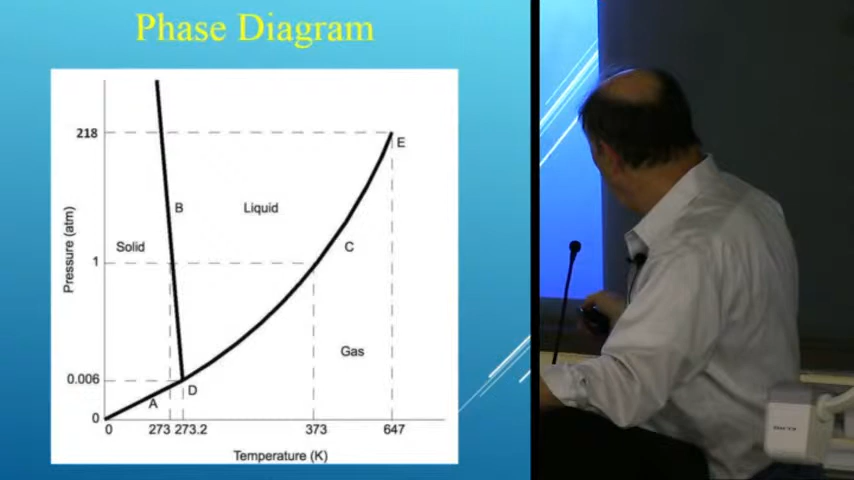 Phase Diagram
218
E
B
Liquid
Solid
C
Pressure (atm)
1
Gas
0.006
D
A
0
0
273
273.2
373
647
Temperature (K)